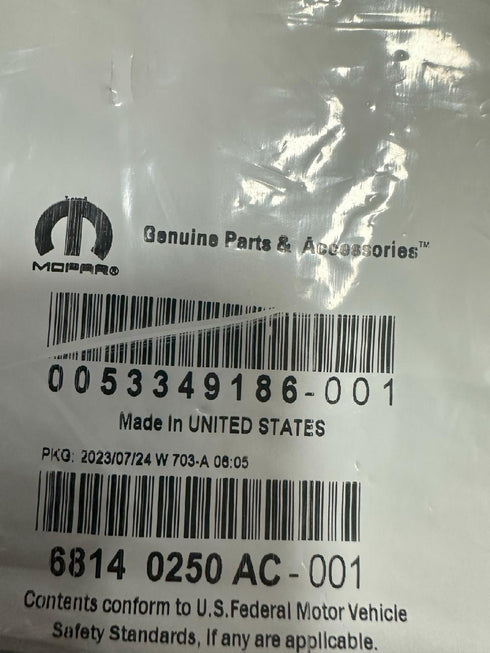 Genuine Parts & Accessories™
MOPAR®
0053349186-001
Made In UNITED STATES
PKG: 2023/07/24 W 703-A 06:05
6814 0250 AC-001
Contents conform to U.S.Federal Motor Vehicle
Safety Standards, If any are applicable.